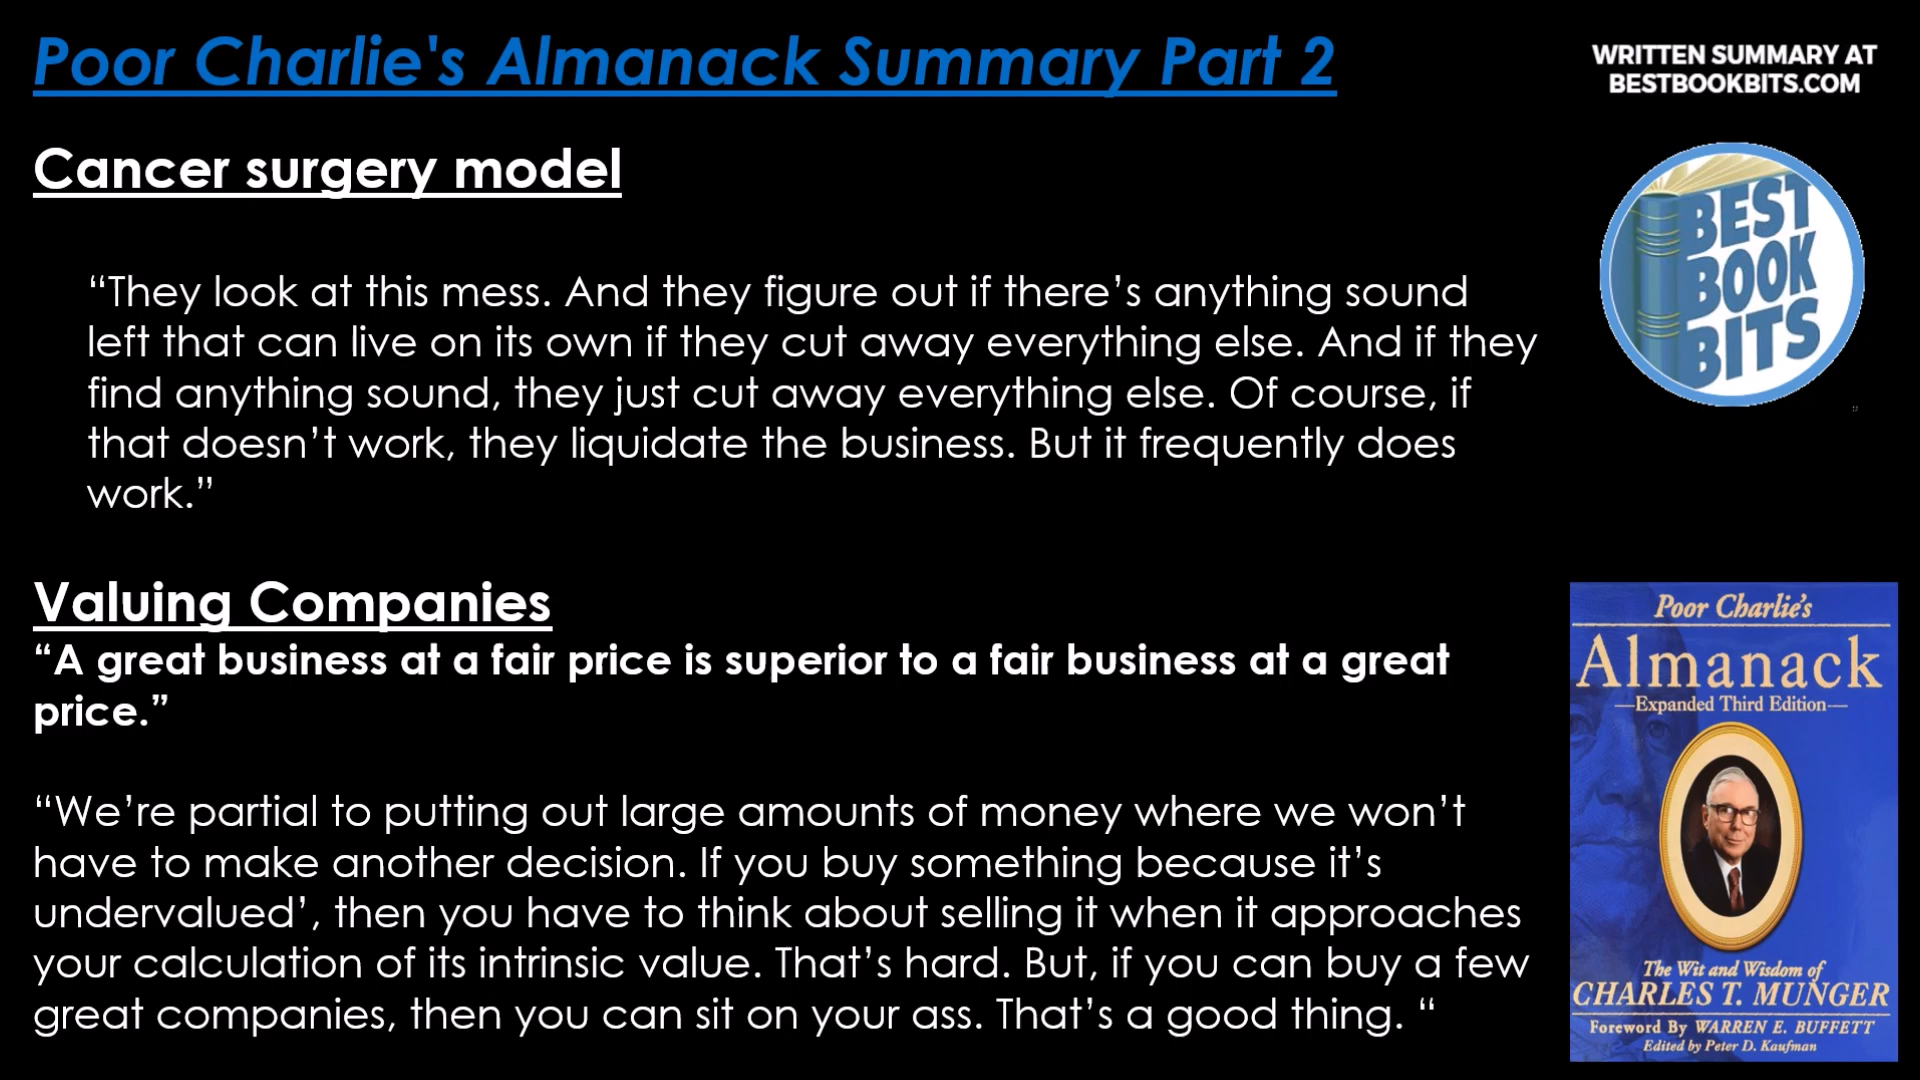 Poor Charlie's Almanack Summary Part 2
WRITTEN SUMMARY AT
BESTBOOKBITS.COM
Cancer surgery model
“They look at this mess. And they figure out if there’s anything sound
left that can live on its own if they cut away everything else. And if they
find anything sound, they just cut away everything else. Of course, if
that doesn’t work, they liquidate the business. But it frequently does
work.”
BEST
BOOK
BITS
Valuing Companies
“A great business at a fair price is superior to a fair business at a great
price.”
“We’re partial to putting out large amounts of money where we won’t
have to make another decision. If you buy something because it’s
undervalued’, then you have to think about selling it when it approaches
your calculation of its intrinsic value. That’s hard. But, if you can buy a few
great companies, then you can sit on your ass. That’s a good thing. “
Poor Charlie’s
Almanack
—Expanded Third Edition—
The Wit and Wisdom of
CHARLES T. MUNGER
Foreword By WARREN E. BUFFETT
Edited by Peter D. Kaufman